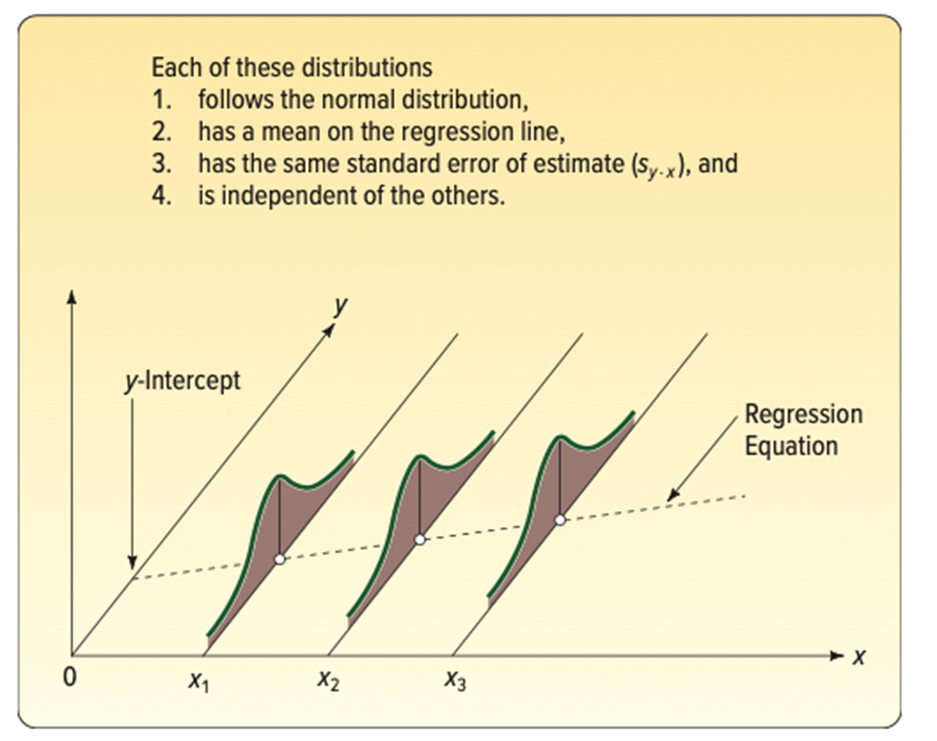 Each of these distributions
1. follows the normal distribution,
2. has a mean on the regression line,
3. has the same standard error of estimate (s_y·x), and
4. is independent of the others.
y
y-Intercept
Regression
Equation
x
0
x₁
x₂
x₃